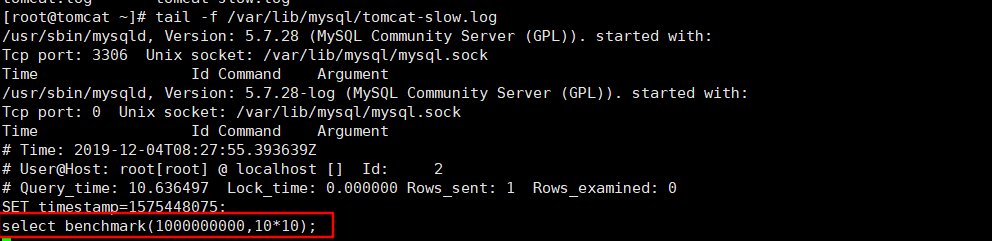 [root@tomcat ~]# tail -f /var/lib/mysql/tomcat-slow.log
/usr/sbin/mysqld, Version: 5.7.28 (MySQL Community Server (GPL)). started with:
Tcp port: 3306  Unix socket: /var/lib/mysql/mysql.sock
Time                 Id Command    Argument
/usr/sbin/mysqld, Version: 5.7.28-log (MySQL Community Server (GPL)). started with:
Tcp port: 0  Unix socket: /var/lib/mysql/mysql.sock
Time                 Id Command    Argument
# Time: 2019-12-04T08:27:55.393639Z
# User@Host: root[root] @ localhost []  Id:     2
# Query_time: 10.636497  Lock_time: 0.000000 Rows_sent: 1  Rows_examined: 0
SET timestamp=1575448075;
select benchmark(1000000000,10*10);